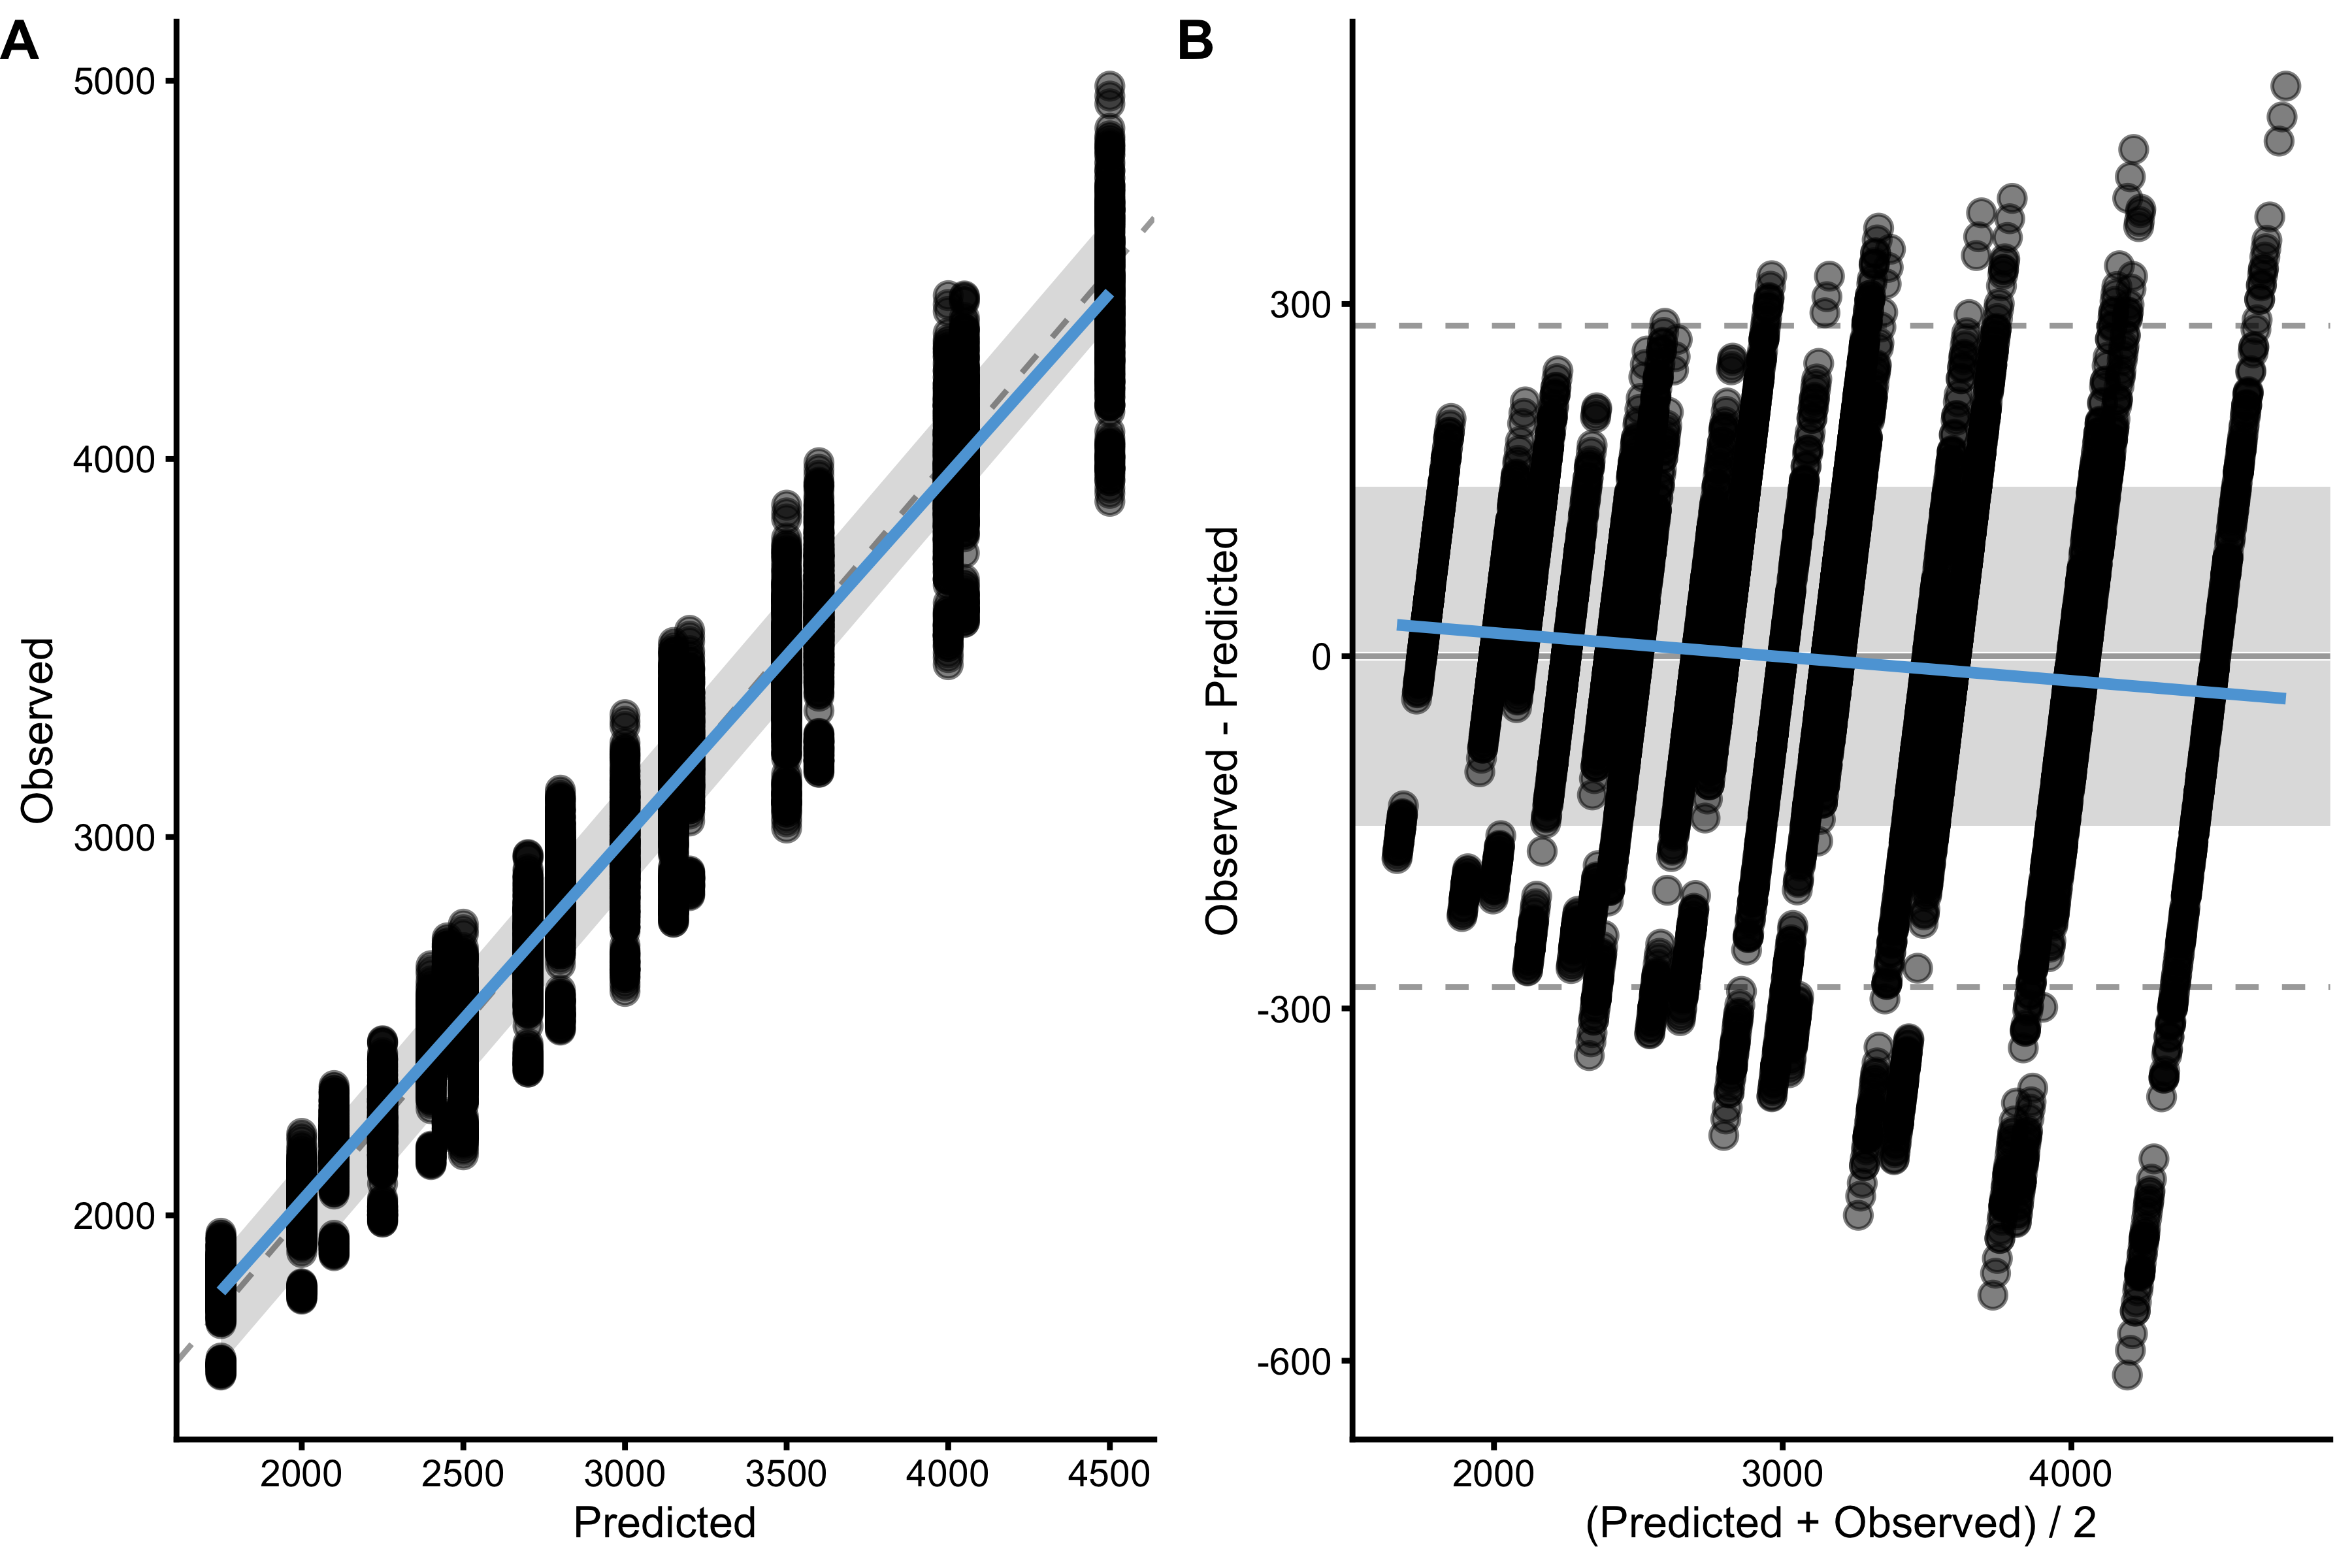 A
5000
4000
3000
2000
Observed
2000 2500 3000 3500 4000 4500
Predicted
B
300
0
-300
-600
Observed - Predicted
2000 3000 4000
(Predicted + Observed) / 2